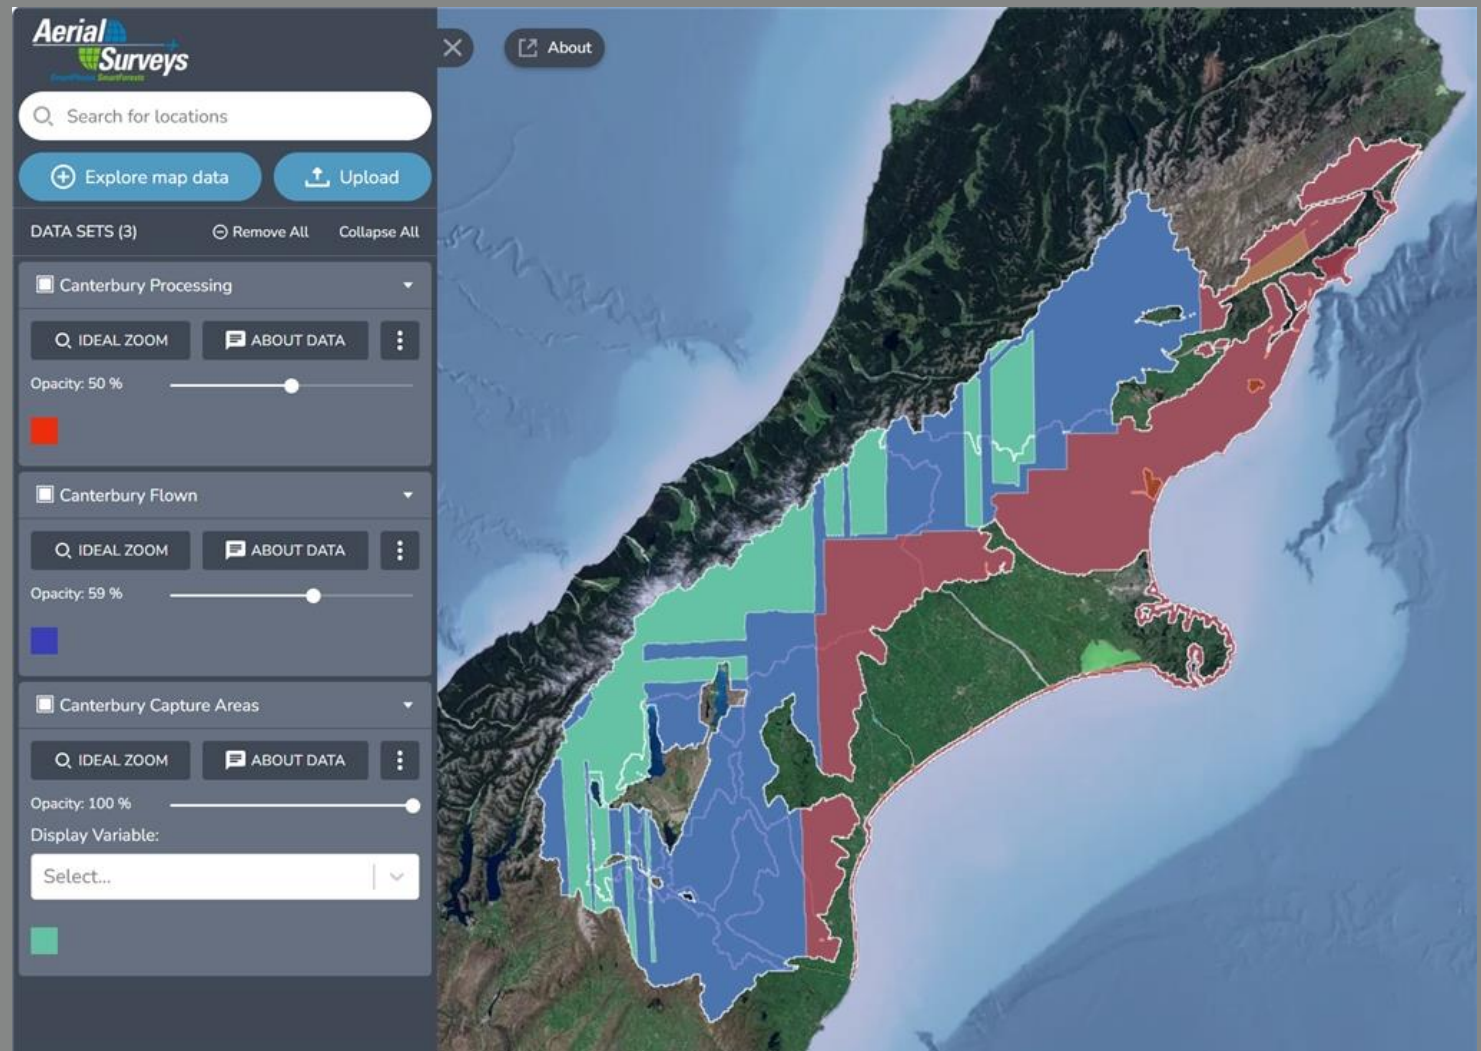 Aerial
Surveys
About
Search for locations
Explore map data
Upload
DATA SETS (3)
Remove All
Collapse All
Canterbury Processing
IDEAL ZOOM
ABOUT DATA
Opacity: 50 %
Canterbury Flown
IDEAL ZOOM
ABOUT DATA
Opacity: 59 %
Canterbury Capture Areas
IDEAL ZOOM
ABOUT DATA
Opacity: 100 %
Display Variable:
Select...